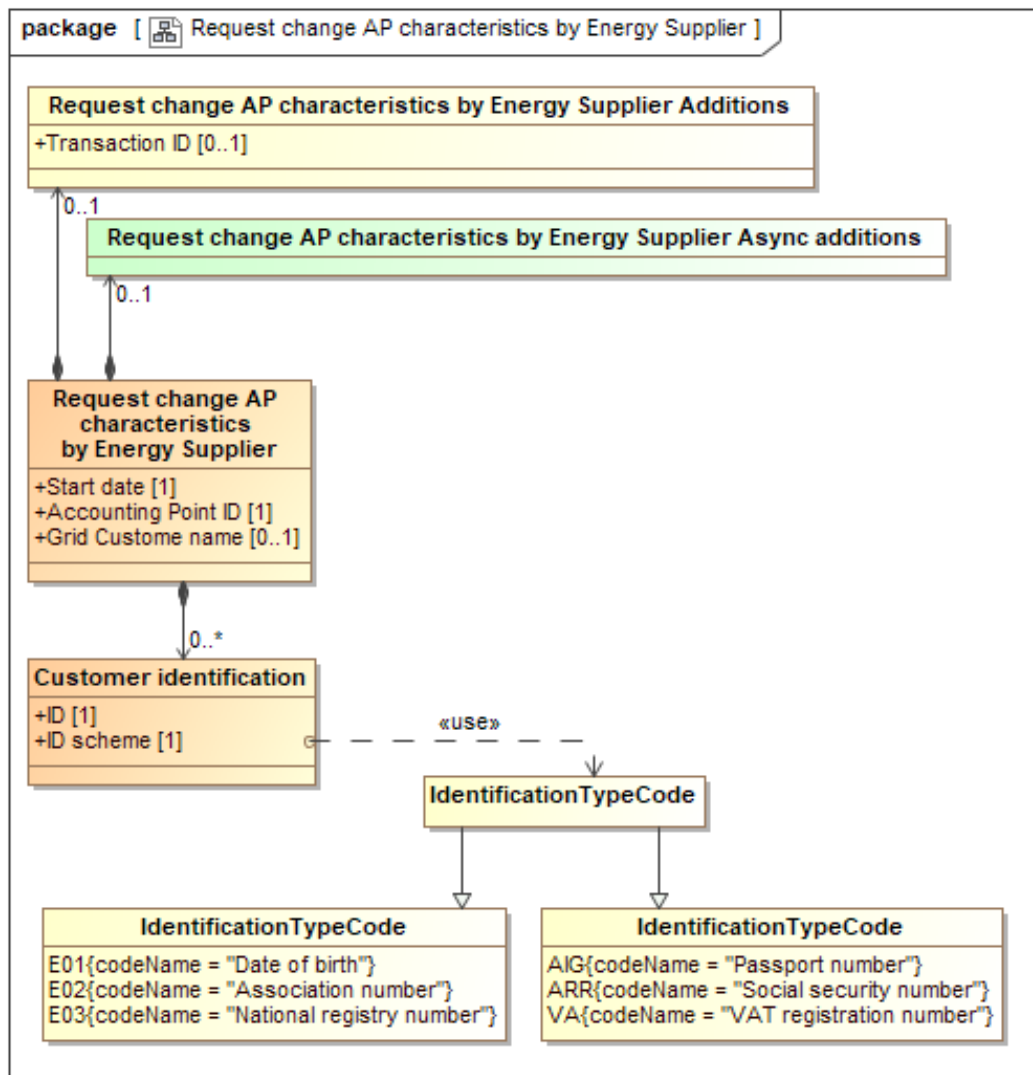 package [ Request change AP characteristics by Energy Supplier ]
Request change AP characteristics by Energy Supplier Additions
+Transaction ID [0..1]
0..1
Request change AP characteristics by Energy Supplier Async additions
0..1
Request change AP
characteristics
by Energy Supplier
+Start date [1]
+Accounting Point ID [1]
+Grid Custome name [0..1]
0..*
Customer identification
+ID [1]
+ID scheme [1]
«use»
IdentificationTypeCode
IdentificationTypeCode
E01{codeName = "Date of birth"}
E02{codeName = "Association number"}
E03{codeName = "National registry number"}
IdentificationTypeCode
AIG{codeName = "Passport number"}
ARR{codeName = "Social security number"}
VA{codeName = "VAT registration number"}